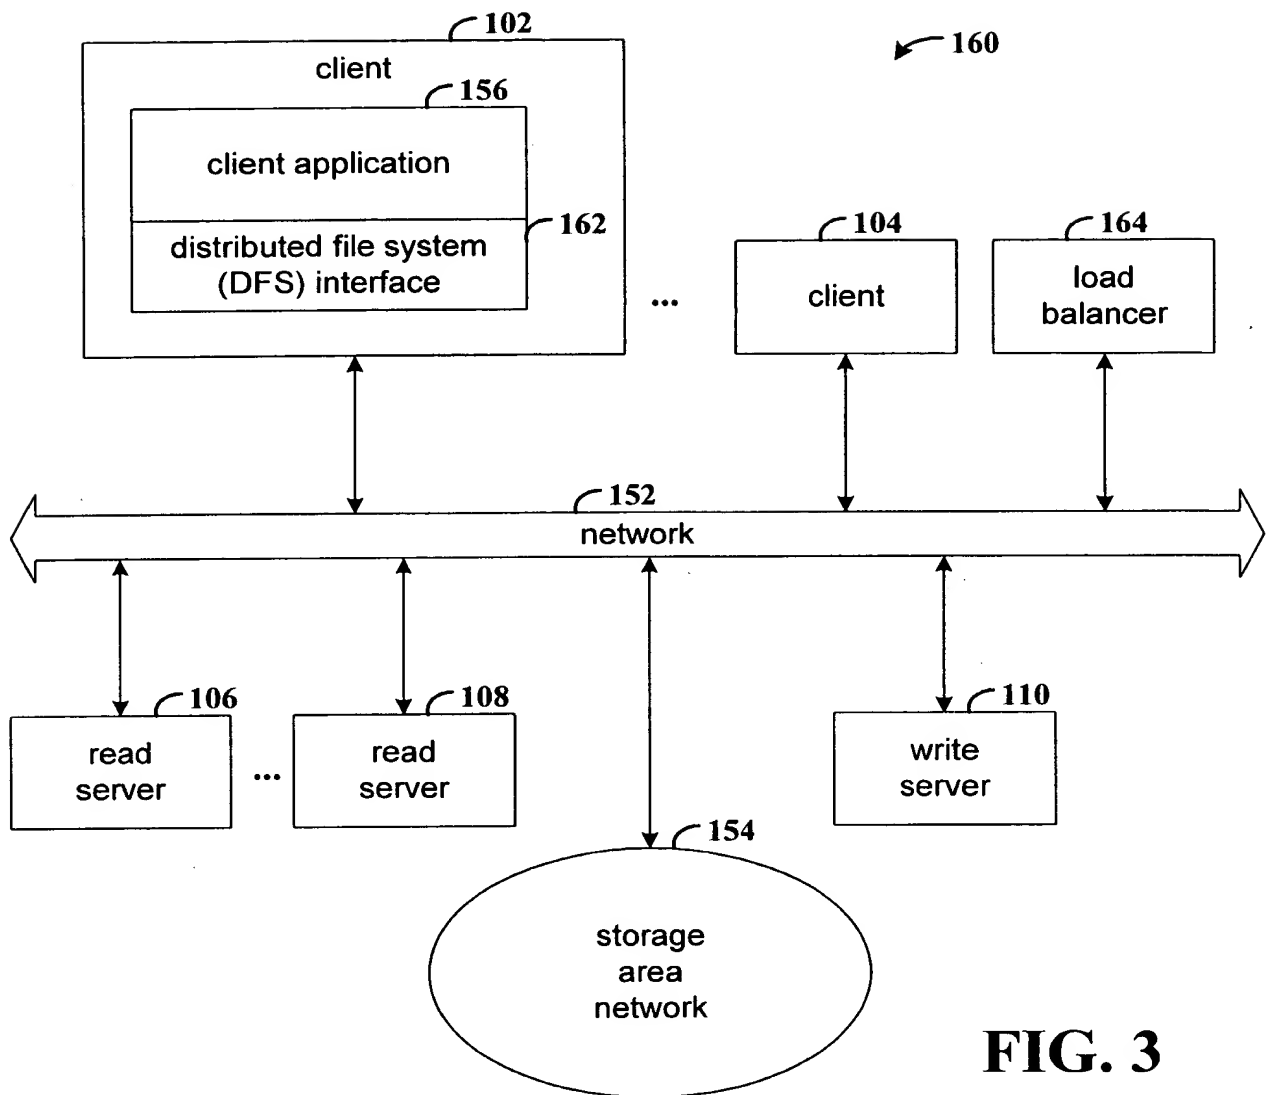 102
client
160
156
client application
162
distributed file system
(DFS) interface
...
104
client
164
load
balancer
152
network
106
read
server
...
108
read
server
110
write
server
154
storage
area
network
FIG. 3